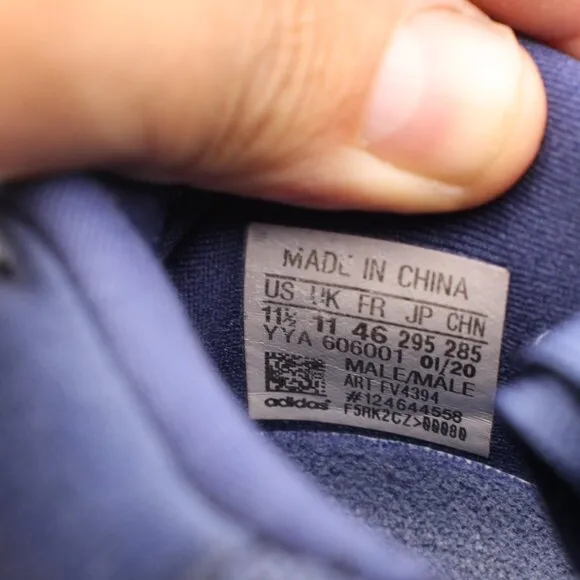 MADE IN CHINA
US UK FR JP CHN
11½ 11 46 295 285
YYA 606001 01/20
MALE/MALE
ART FV4394
#124644558
adidas F5RK2CZ>00080